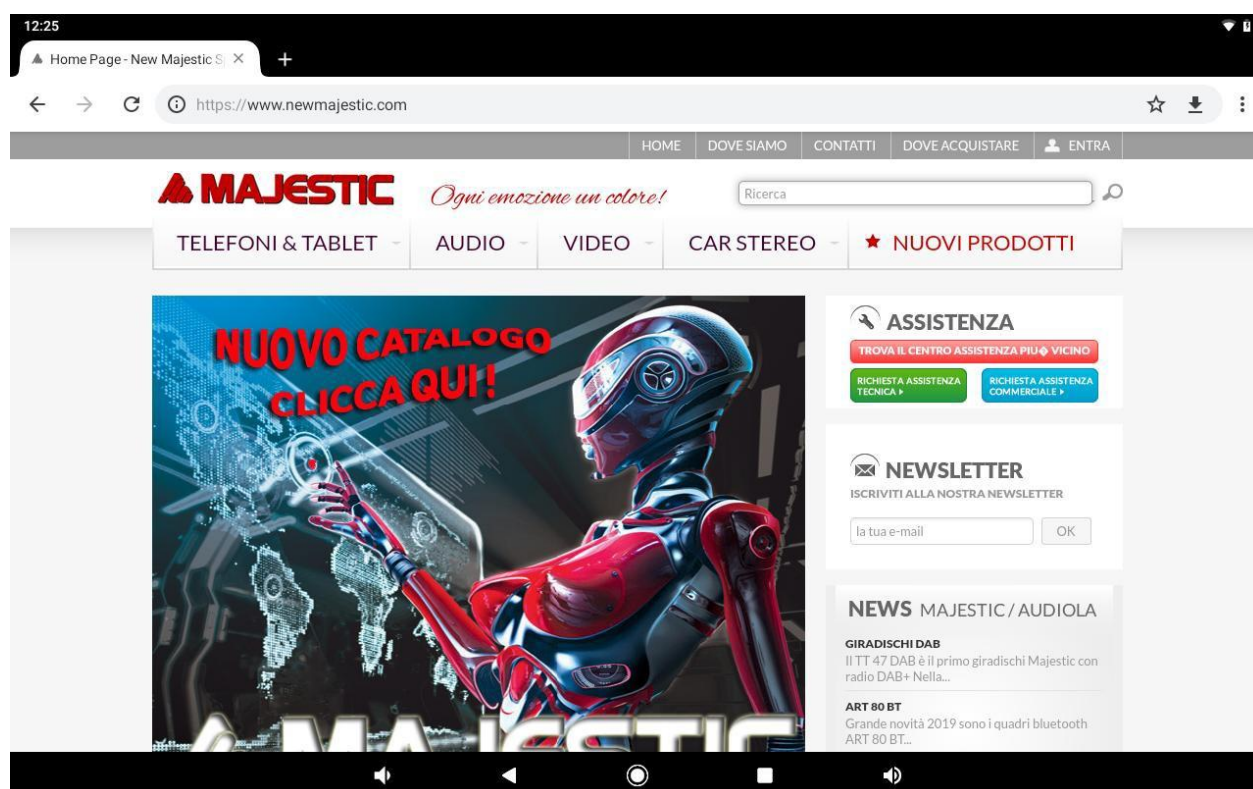 12:25
Home Page - New Majestic S
https://www.newmajestic.com
HOME DOVE SIAMO CONTATTI DOVE ACQUISTARE ENTRA
MAJESTIC Ogni emozione un colore! Ricerca
TELEFONI & TABLET AUDIO VIDEO CAR STEREO NUOVI PRODOTTI
NUOVO CATALOGO
CLICCA QUI!
MAJESTIC
ASSISTENZA
TROVA IL CENTRO ASSISTENZA PIU� VICINO
RICHIESTA ASSISTENZA
TECNICA
RICHIESTA ASSISTENZA
COMMERCIALE
NEWSLETTER
ISCRIVITI ALLA NOSTRA NEWSLETTER
la tua e-mail OK
NEWS MAJESTIC / AUDIOLA
GIRADISCHI DAB
Il TT 47 DAB è il primo giradischi Majestic con
radio DAB+ Nella...
ART 80 BT
Grande novità 2019 sono i quadri bluetooth
ART 80 BT...